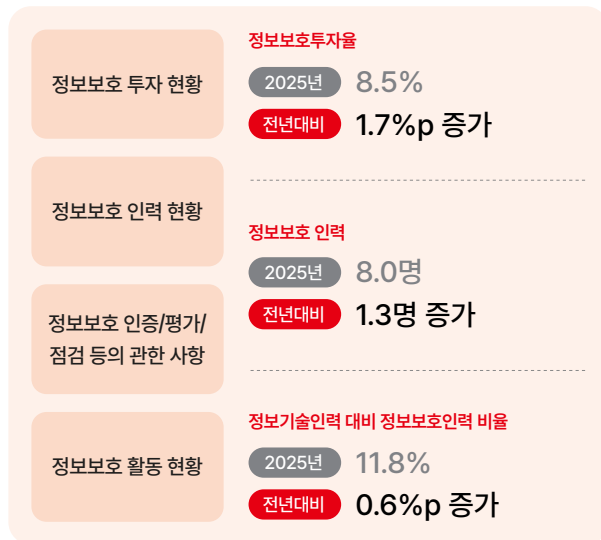 정보보호 투자 현황
정보보호 인력 현황
정보보호 인증/평가/
점검 등의 관한 사항
정보보호 활동 현황
정보보호투자율
2025년 8.5%
전년대비 1.7%p 증가
정보보호 인력
2025년 8.0명
전년대비 1.3명 증가
정보기술인력 대비 정보보호인력 비율
2025년 11.8%
전년대비 0.6%p 증가